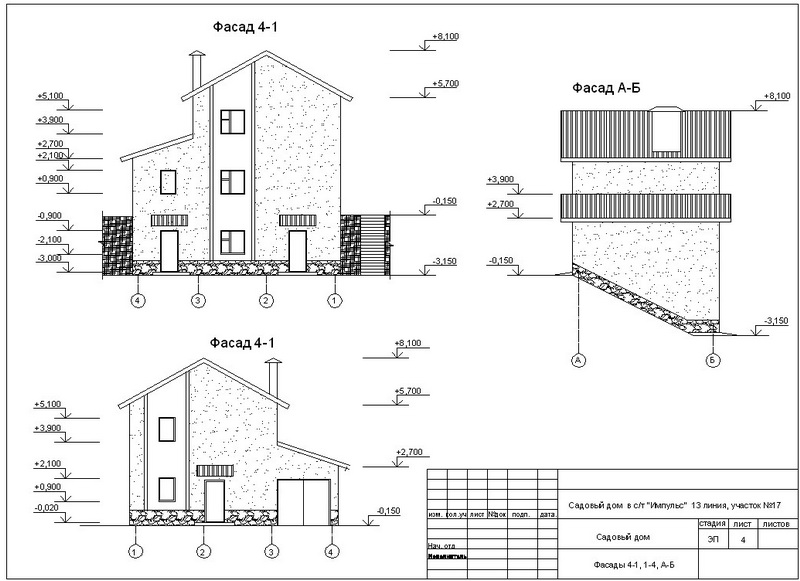 Фасад 4-1
+8,100
+5,700
+5,100
+3,900
+2,700
+2,100
+0,900
-0,900
-2,100
-3,000
-0,150
-3,150
4
3
2
1
Фасад А-Б
+8,100
+3,900
+2,700
-0,150
-3,150
А
Б
Фасад 4-1
+8,100
+5,700
+5,100
+3,900
+2,100
+0,900
-0,020
+2,700
-0,150
1
2
3
4
изм. кол.уч лист №док подп. дата.
Нач. отд
Исполнитель
Садовый дом в с/т "Импульс" 13 линия, участок №17
Садовый дом
стадия лист листов
ЭП 4
Фасады 4-1, 1-4, А-Б